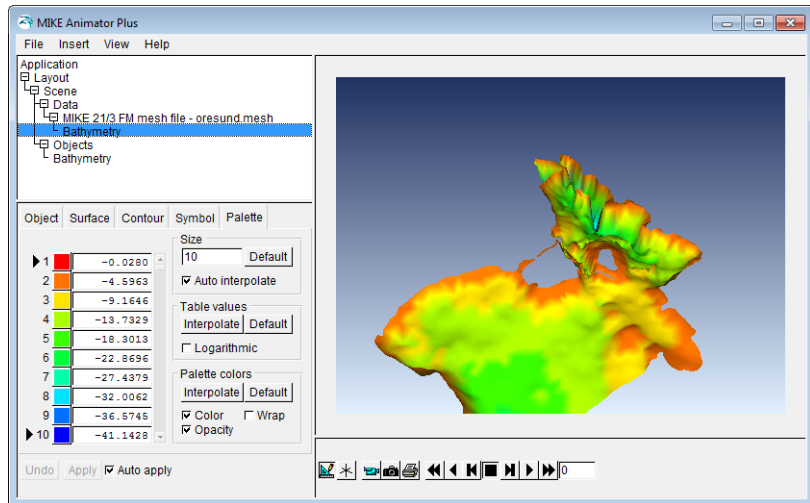 MIKE Animator Plus
File Insert View Help
Application
Layout
Scene
Data
MIKE 21/3 FM mesh file - oresund.mesh
Bathymetry
Objects
Bathymetry
Object Surface Contour Symbol Palette
1 -0.0280
2 -4.5963
3 -9.1646
4 -13.7329
5 -18.3013
6 -22.8696
7 -27.4379
8 -32.0062
9 -36.5745
10 -41.1428
Size
10 Default
Auto interpolate
Table values
Interpolate Default
Logarithmic
Palette colors
Interpolate Default
Color Wrap
Opacity
Undo Apply Auto apply
0